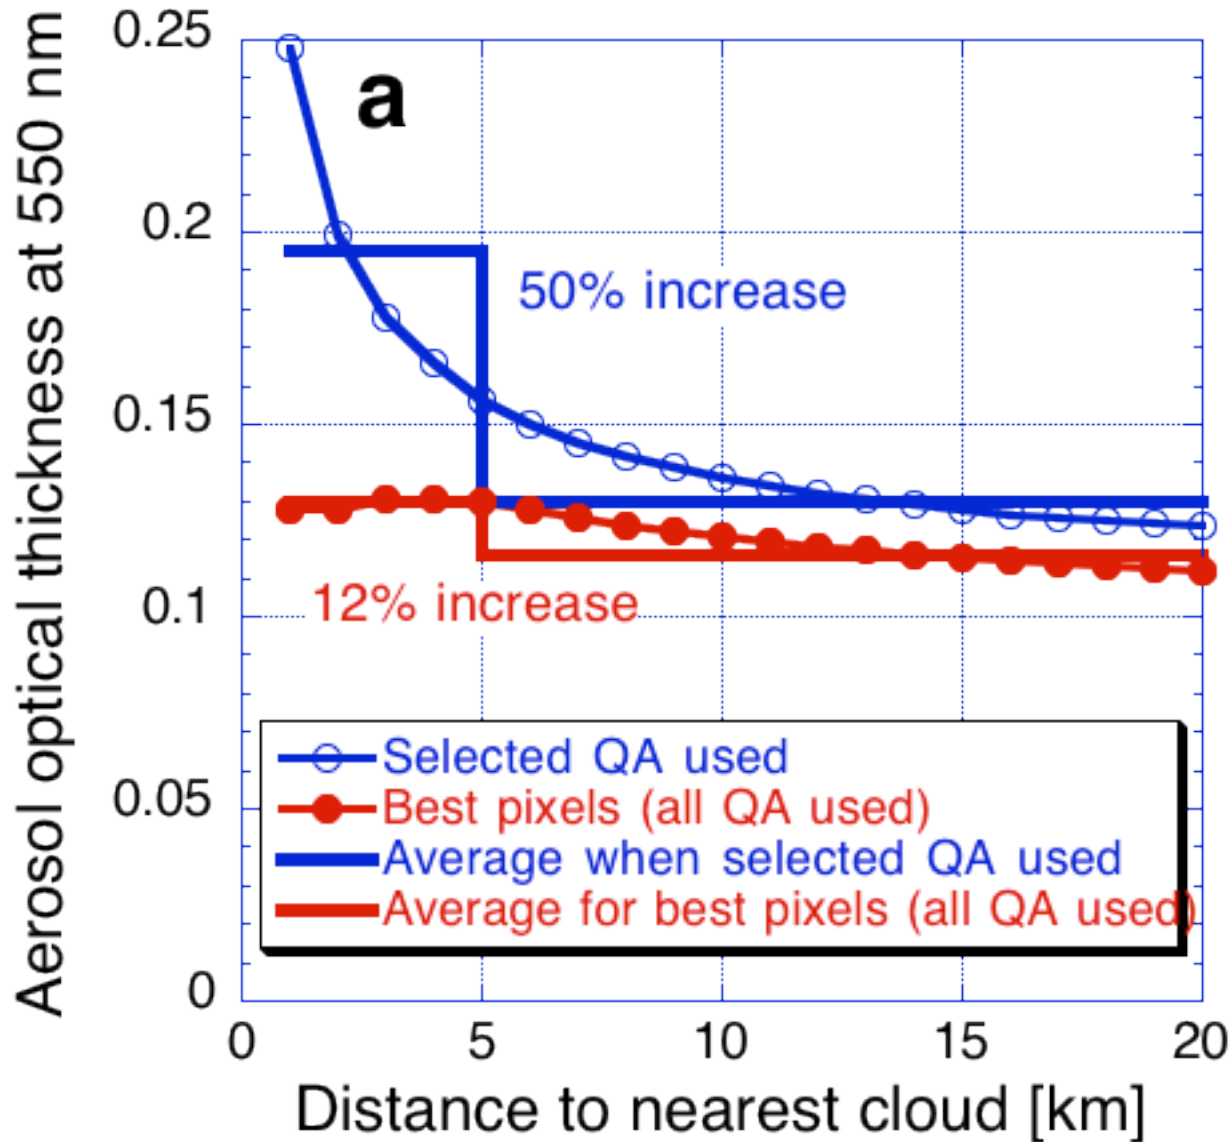 Aerosol optical thickness at 550 nm
0.25
0.2
0.15
0.1
0.05
0
a
50% increase
12% increase
Selected QA used
Best pixels (all QA used)
Average when selected QA used
Average for best pixels (all QA used)
0 5 10 15 20
Distance to nearest cloud [km]